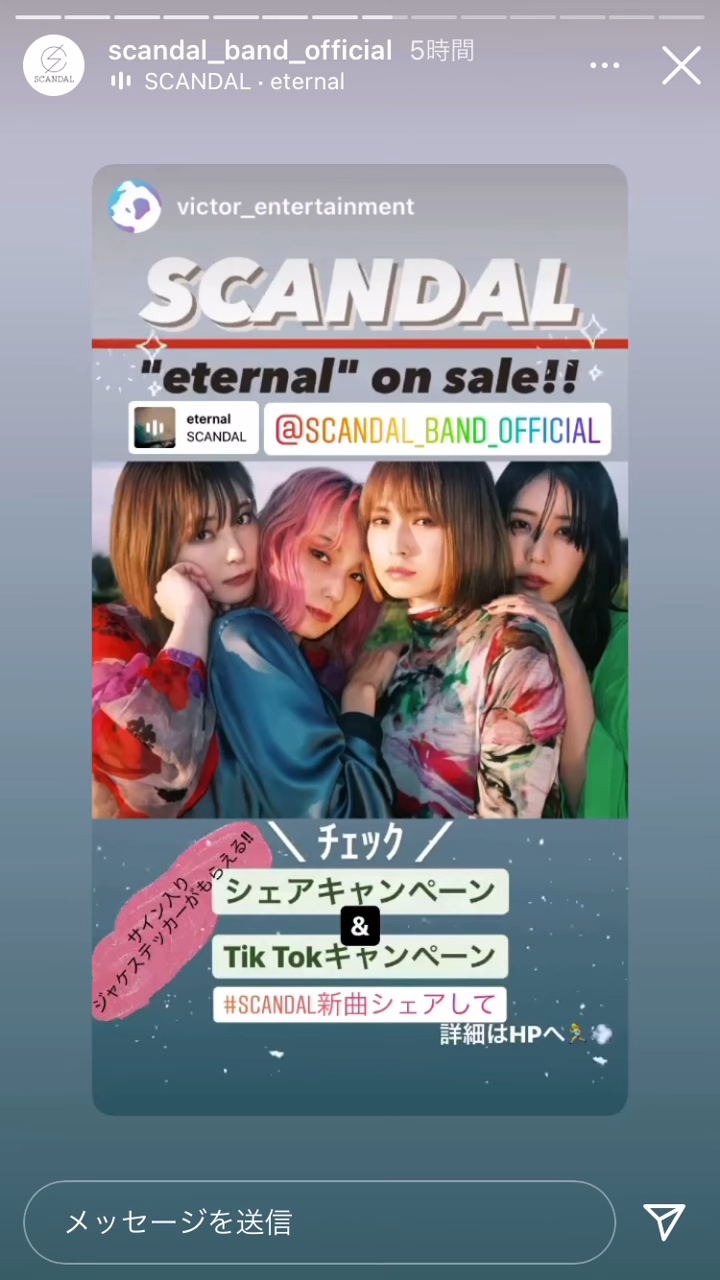 scandal_band_official 5時間
SCANDAL
SCANDAL · eternal
victor_entertainment
SCANDAL
"eternal" on sale!!
eternal
SCANDAL
@SCANDAL_BAND_OFFICIAL
\ チェック /
サイン入り
ジャケステッカーがもらえる!!
シェアキャンペーン
&
Tik Tokキャンペーン
#SCANDAL新曲シェアして
詳細はHPへ🏃💨
メッセージを送信